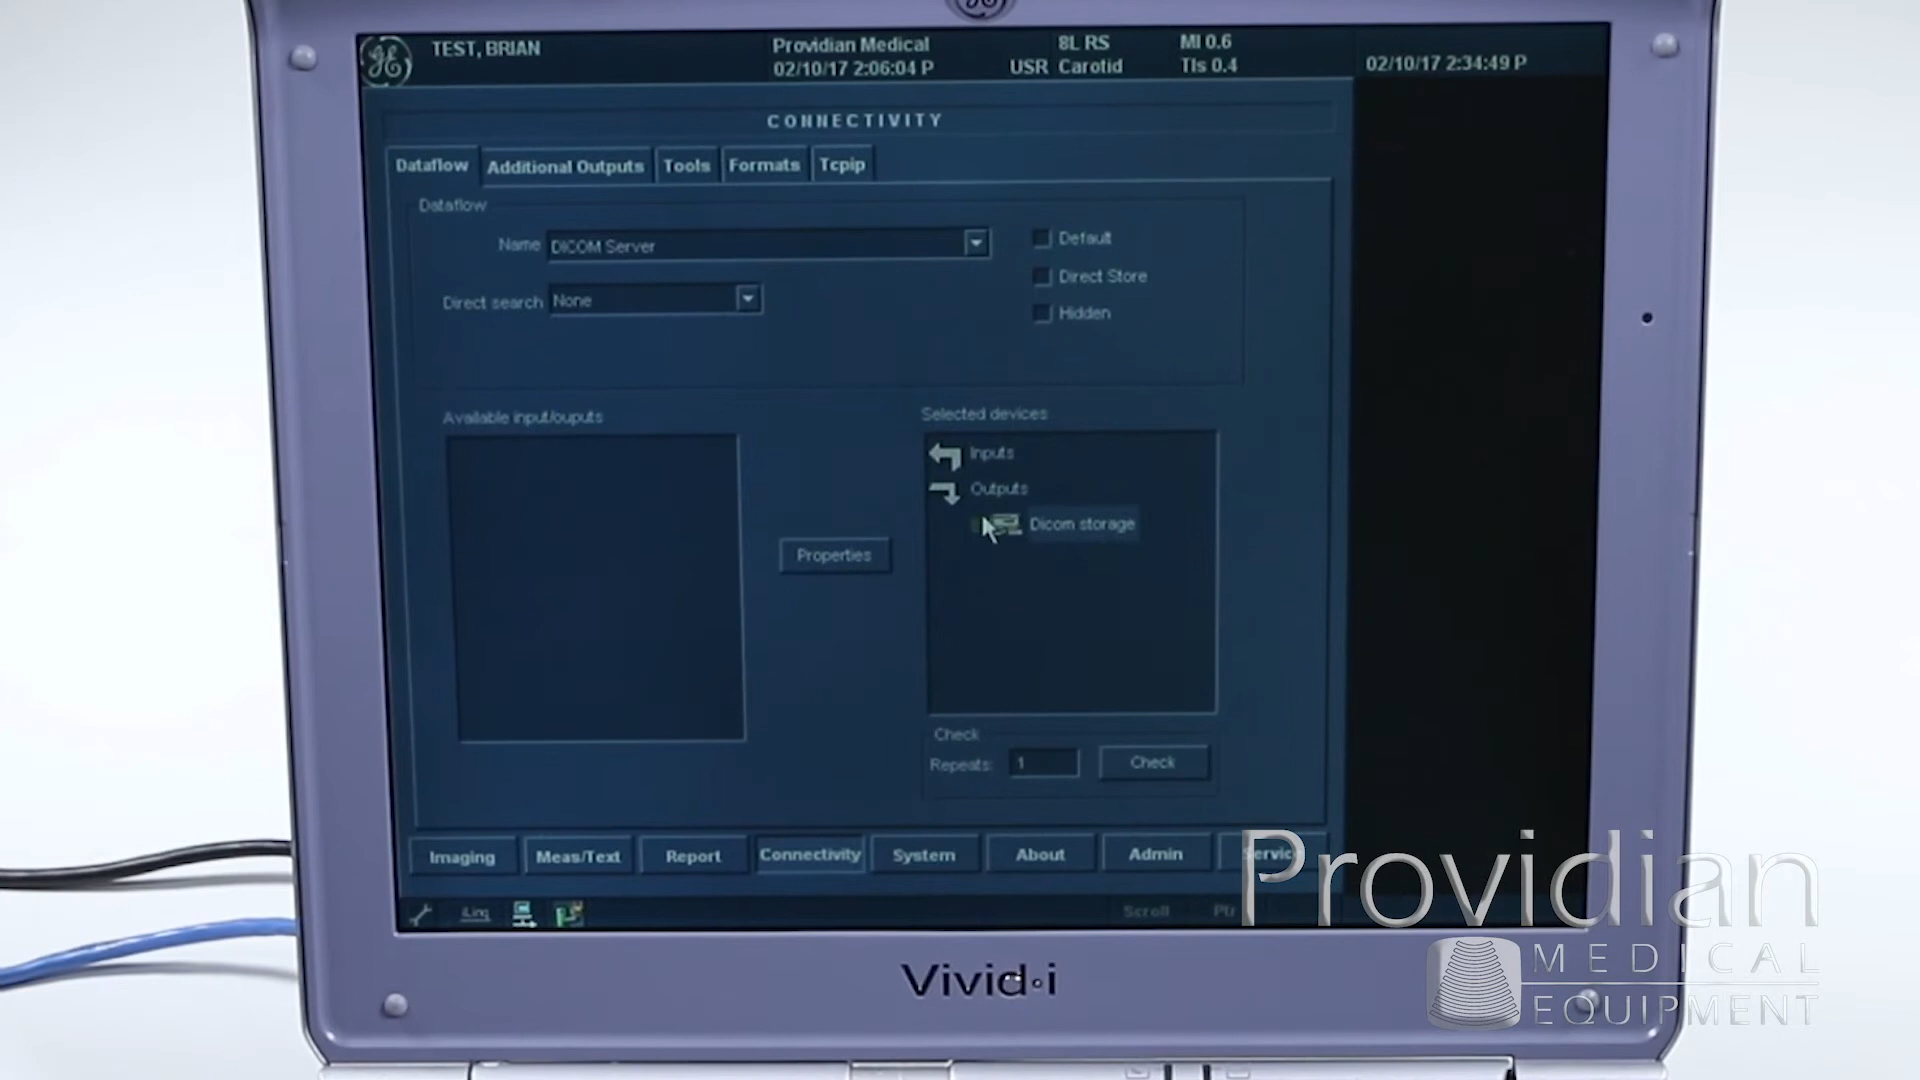 TEST, BRIAN
Providian Medical
02/10/17 2:06:04 P
USR
8L RS
Carotid
MI 0.6
TIs 0.4
02/10/17 2:34:49 P
CONNECTIVITY
Dataflow
Additional Outputs
Tools
Formats
Tcpip
Dataflow
Name
DICOM Server
Default
Direct search
None
Direct Store
Hidden
Available input/ouputs
Selected devices
Inputs
Outputs
Dicom storage
Properties
Check
Repeats:
1
Check
Imaging
Meas/Text
Report
Connectivity
System
About
Admin
iLinq
Scroll
Vivid i
Providian
MEDICAL
EQUIPMENT